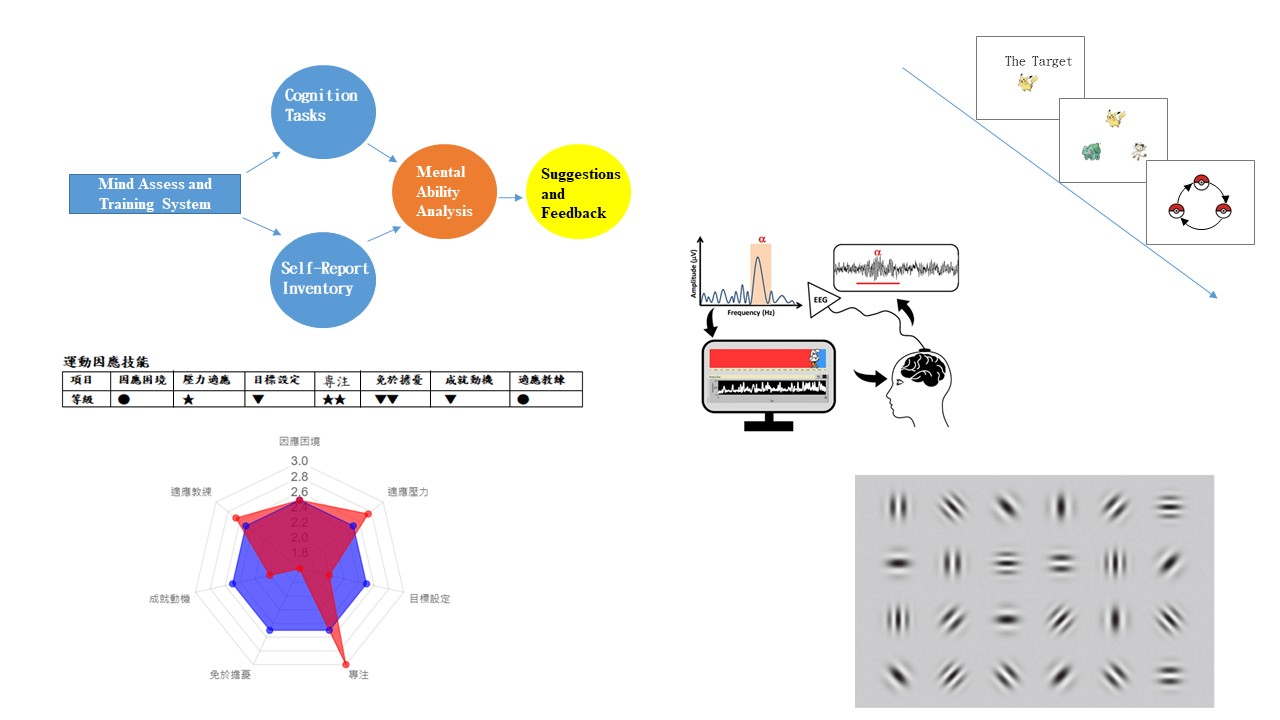 Cognition
Tasks
Mind Assess and
Training System
Mental
Ability
Analysis
Suggestions
and
Feedback
Self-Report
Inventory
The Target
α
Amplitude (μV)
Frequency (Hz)
α
EEG
運動因應技能
項目 因應困境 壓力適應 目標設定 專注 免於擔憂 成就動機 適應教練
等級 ● ★ ▼ ★★ ▼▼ ▼ ●
因應困境
3.0
2.8
2.6
2.4
2.2
2.0
1.8
適應教練
適應壓力
成就動機
目標設定
免於擔憂
專注